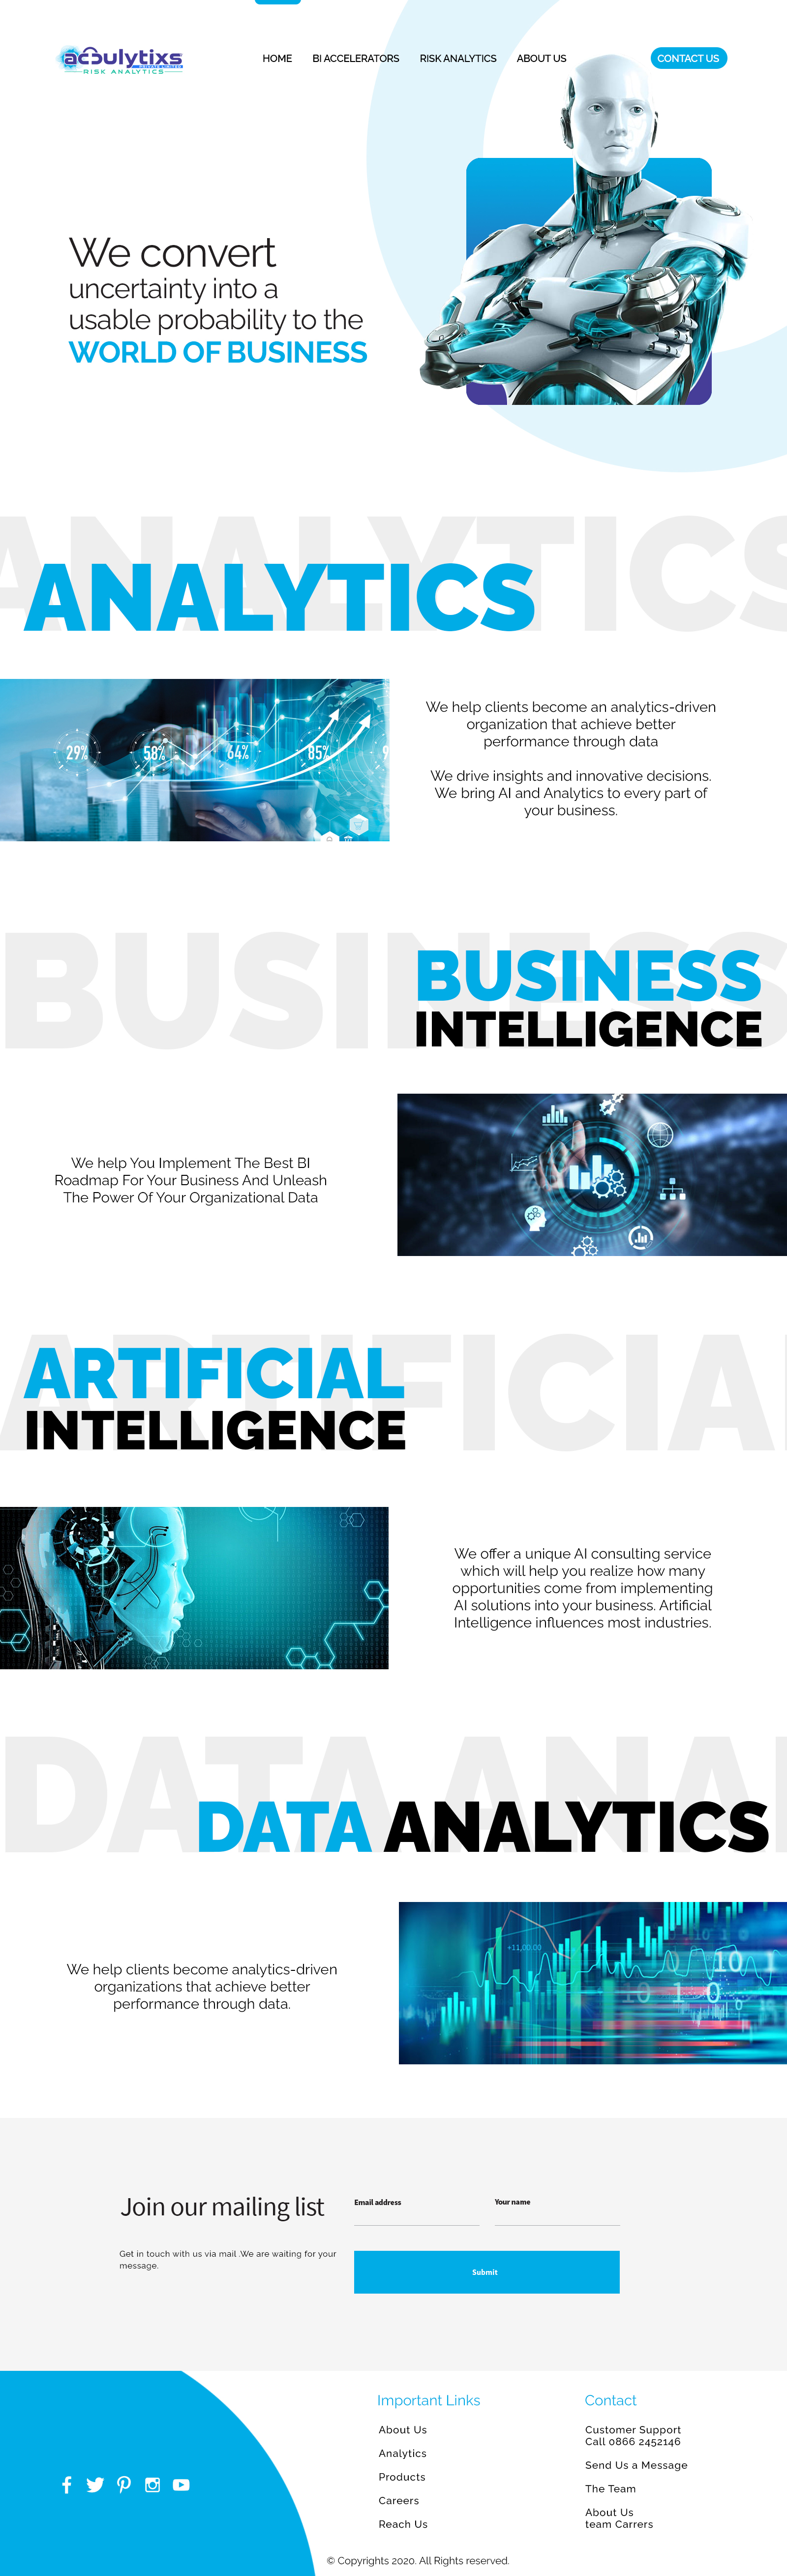 acculytixs
PRIVATE LIMITED
RISK ANALYTICS
HOME
BI ACCELERATORS
RISK ANALYTICS
ABOUT US
CONTACT US
We convert
uncertainty into a
usable probability to the
WORLD OF BUSINESS
ANALYTICS
ANALYTICS
29%
58%
64%
85%
9
We help clients become an analytics-driven
organization that achieve better
performance through data
We drive insights and innovative decisions.
We bring AI and Analytics to every part of
your business.
BUSINESS
BUSINESS
INTELLIGENCE
We help You Implement The Best BI
Roadmap For Your Business And Unleash
The Power Of Your Organizational Data
ARTIFICIAL
ARTIFICIAL
INTELLIGENCE
We offer a unique AI consulting service
which will help you realize how many
opportunities come from implementing
AI solutions into your business. Artificial
Intelligence influences most industries.
DATA ANA
DATA ANALYTICS
+11,00.00
We help clients become analytics-driven
organizations that achieve better
performance through data.
Join our mailing list
Get in touch with us via mail .We are waiting for your
message.
Email address
Your name
Submit
Important Links
About Us
Analytics
Products
Careers
Reach Us
Contact
Customer Support
Call 0866 2452146
Send Us a Message
The Team
About Us
team Carrers
© Copyrights 2020. All Rights reserved.